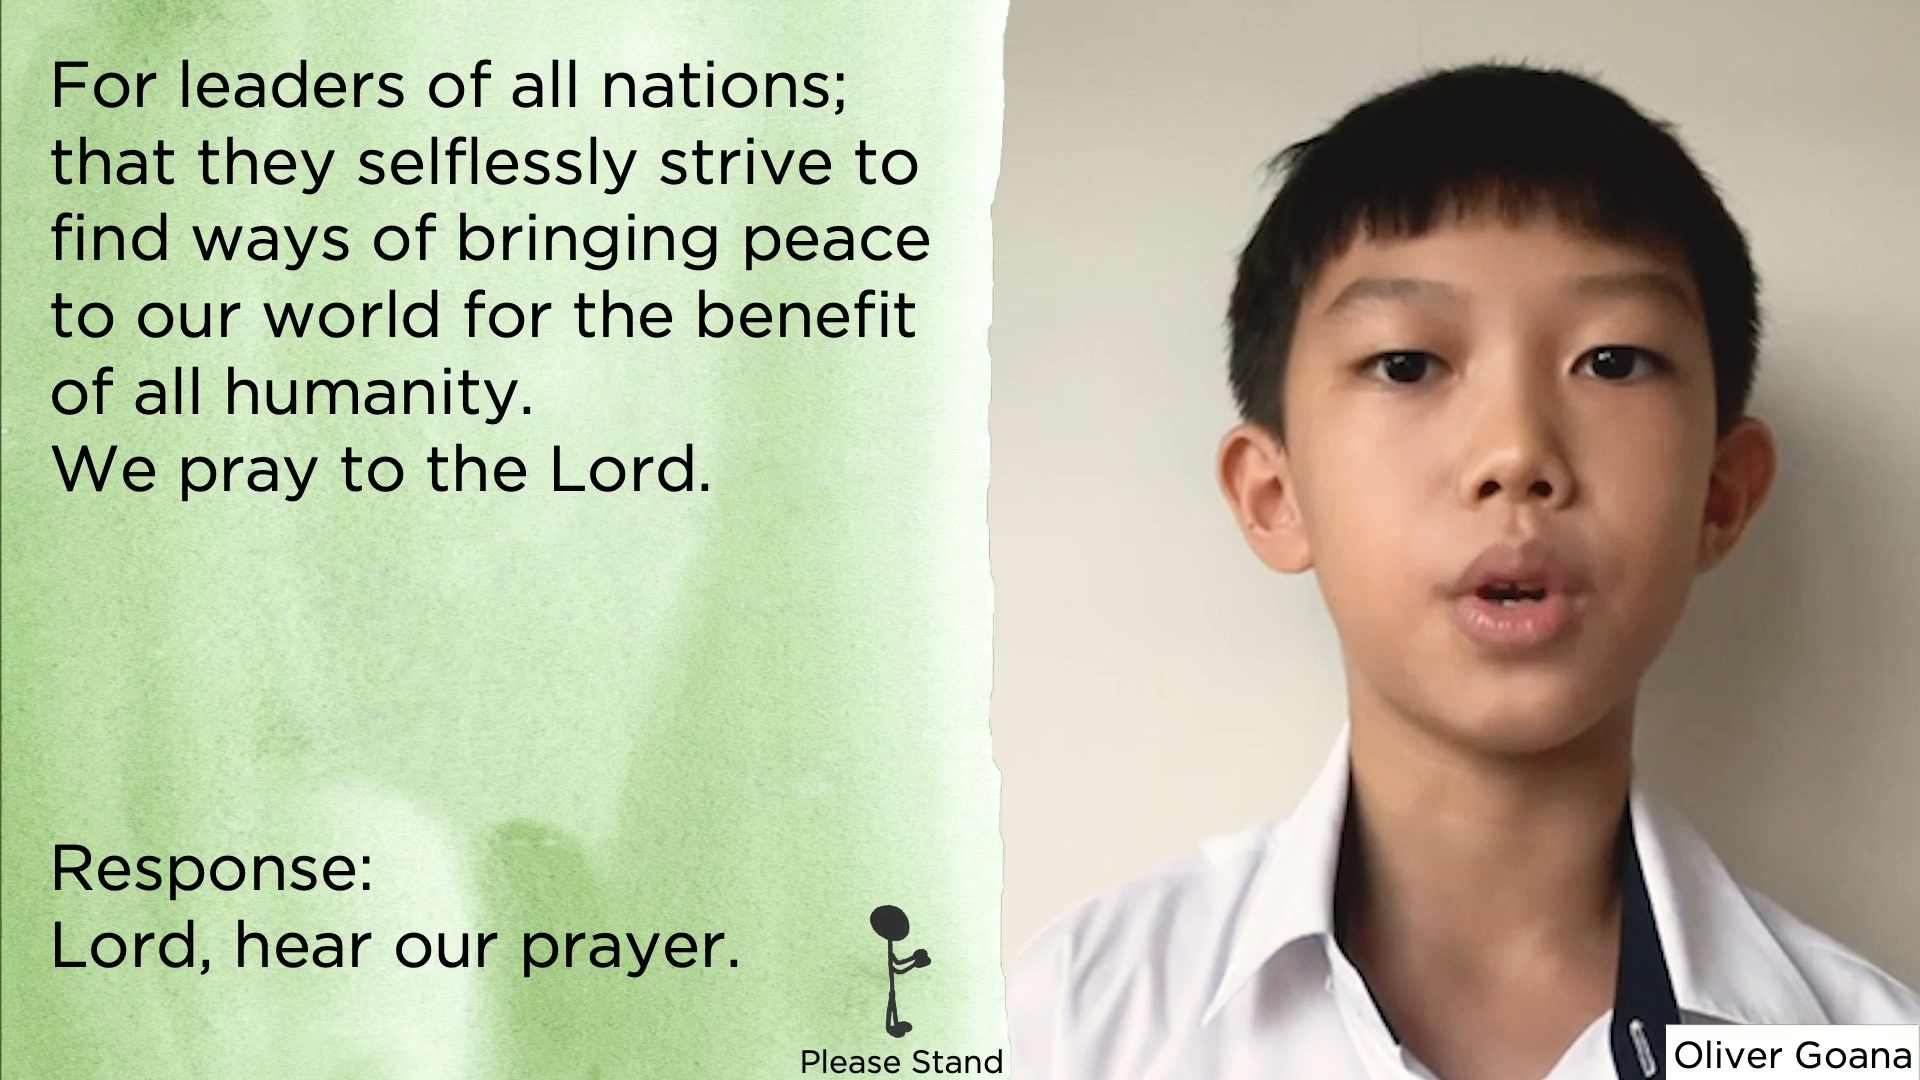 For leaders of all nations;
that they selflessly strive to
find ways of bringing peace
to our world for the benefit
of all humanity.
We pray to the Lord.
Response:
Lord, hear our prayer.
Please Stand
Oliver Goana